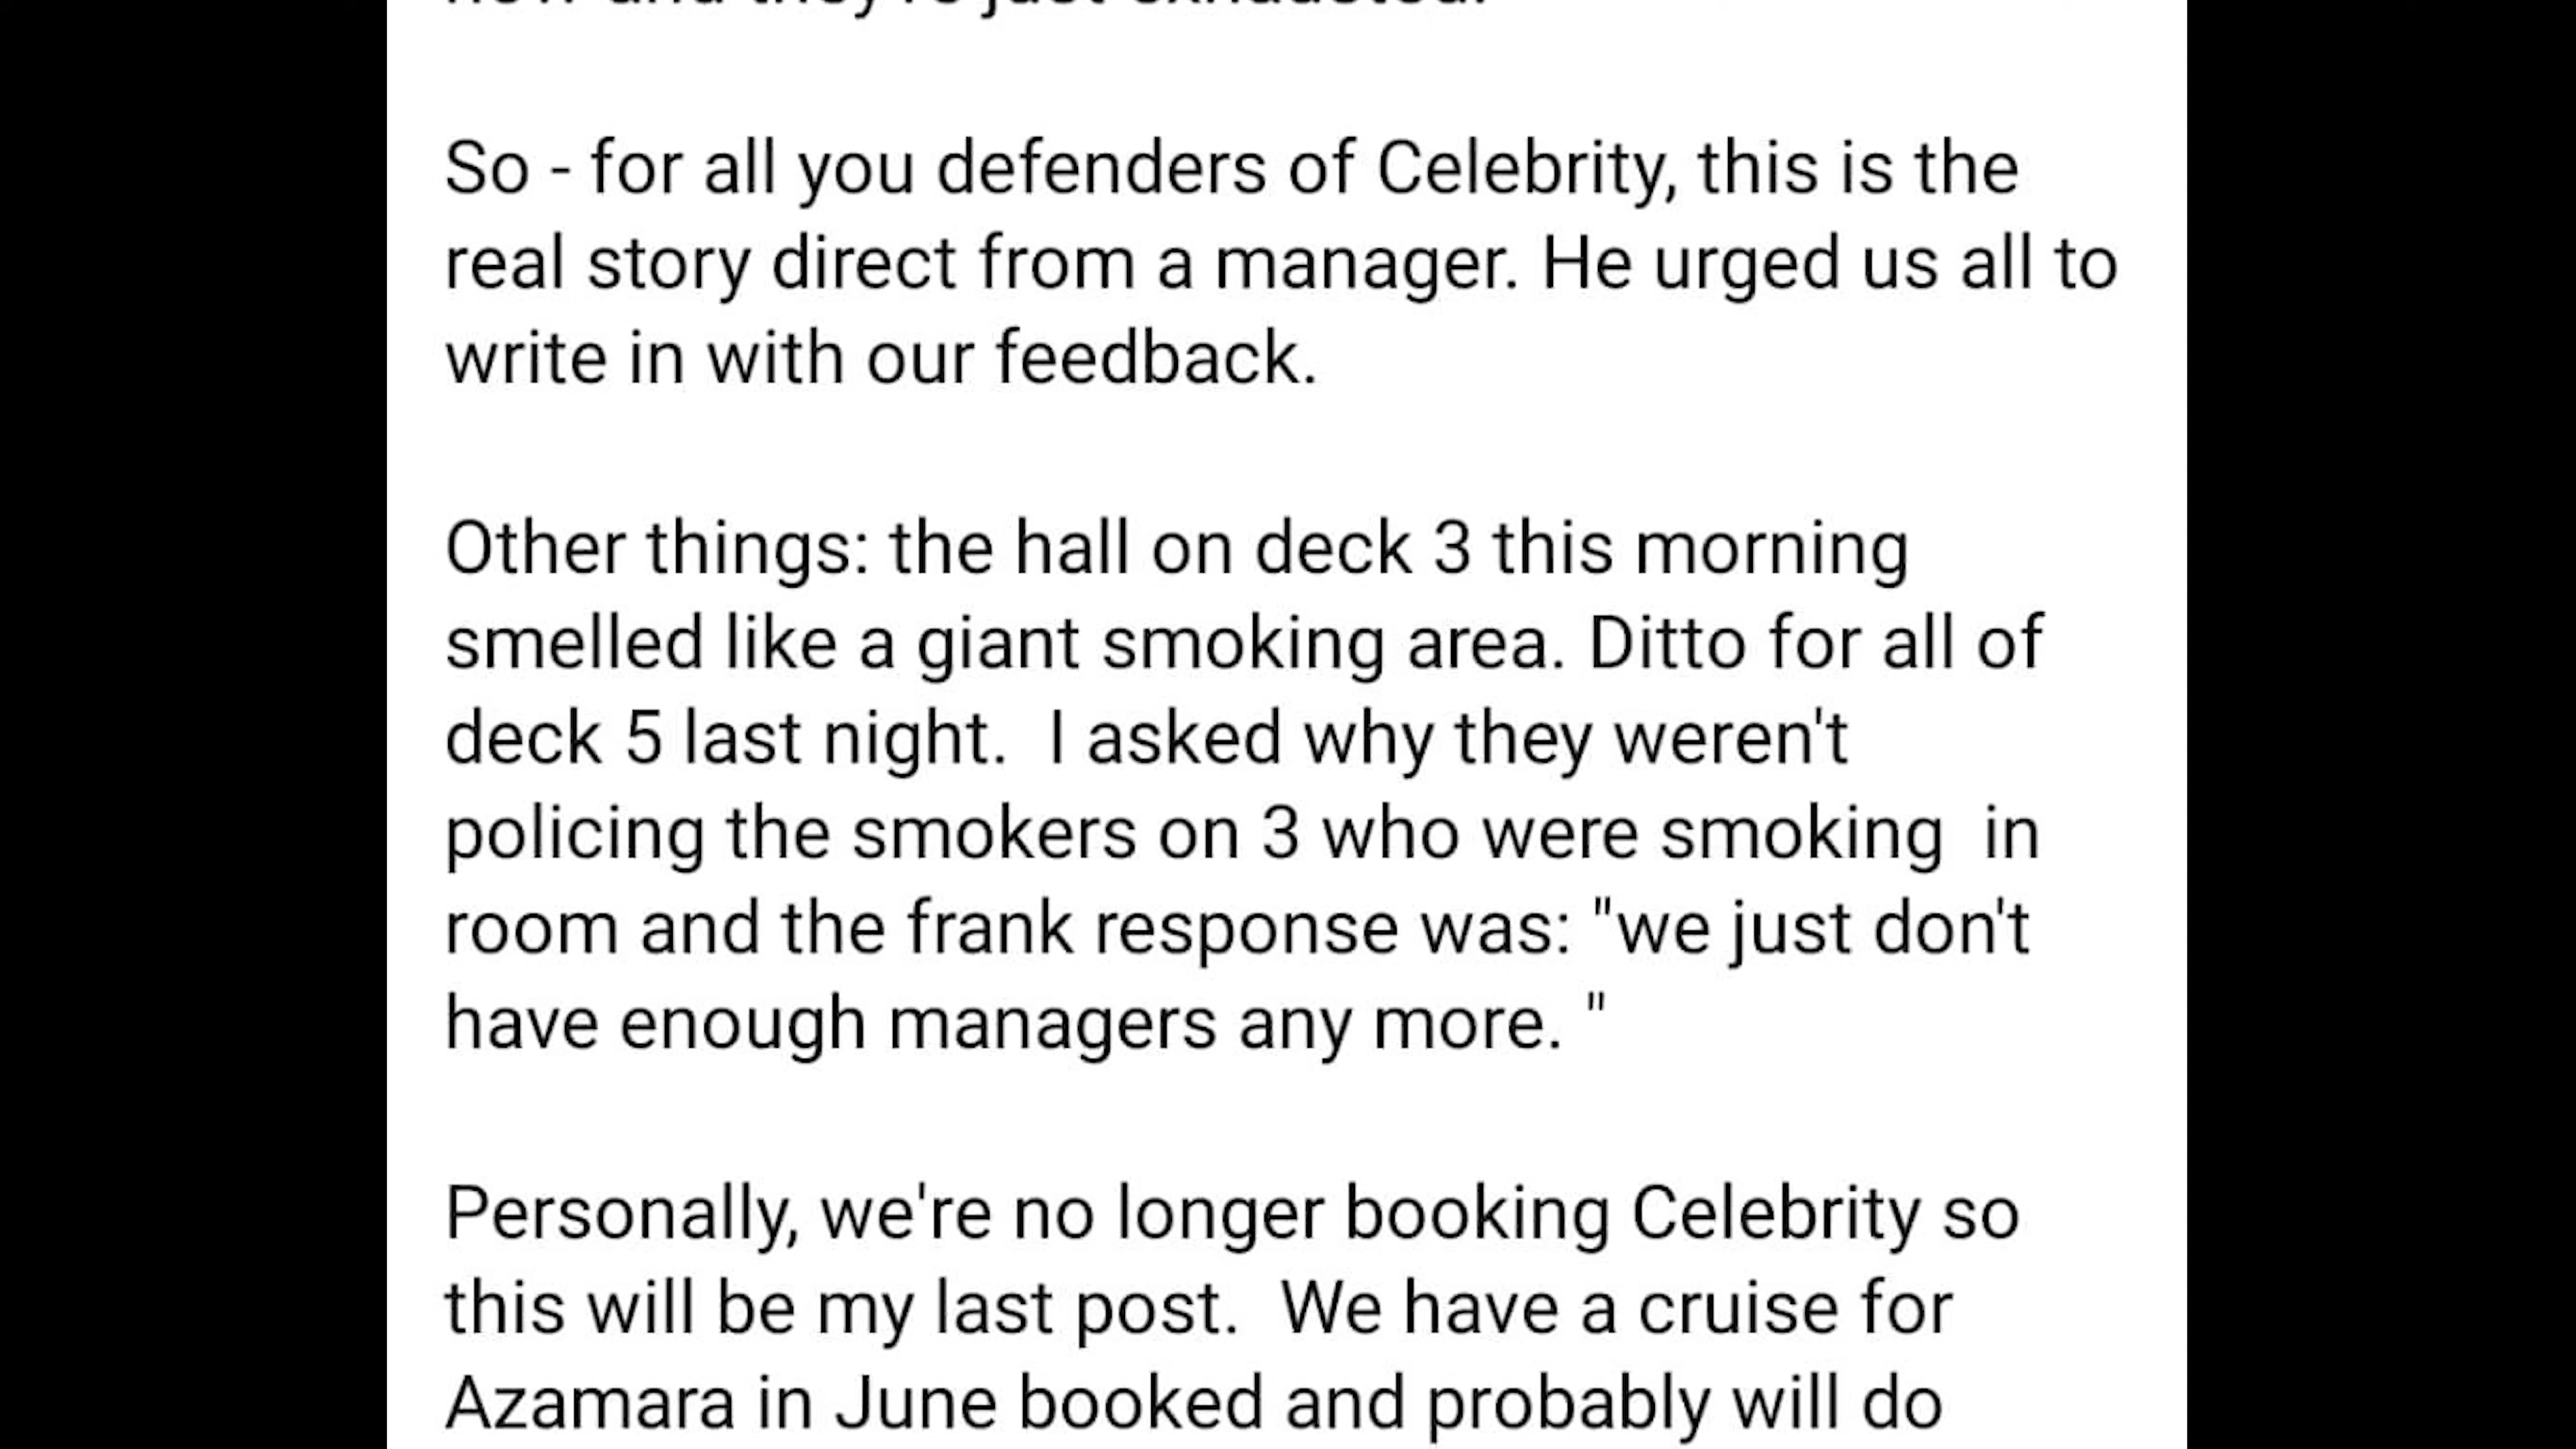 and they're just exhausted.
So - for all you defenders of Celebrity, this is the
real story direct from a manager. He urged us all to
write in with our feedback.
Other things: the hall on deck 3 this morning
smelled like a giant smoking area. Ditto for all of
deck 5 last night.  I asked why they weren't
policing the smokers on 3 who were smoking  in
room and the frank response was: "we just don't
have enough managers any more. "
Personally, we're no longer booking Celebrity so
this will be my last post.  We have a cruise for
Azamara in June booked and probably will do